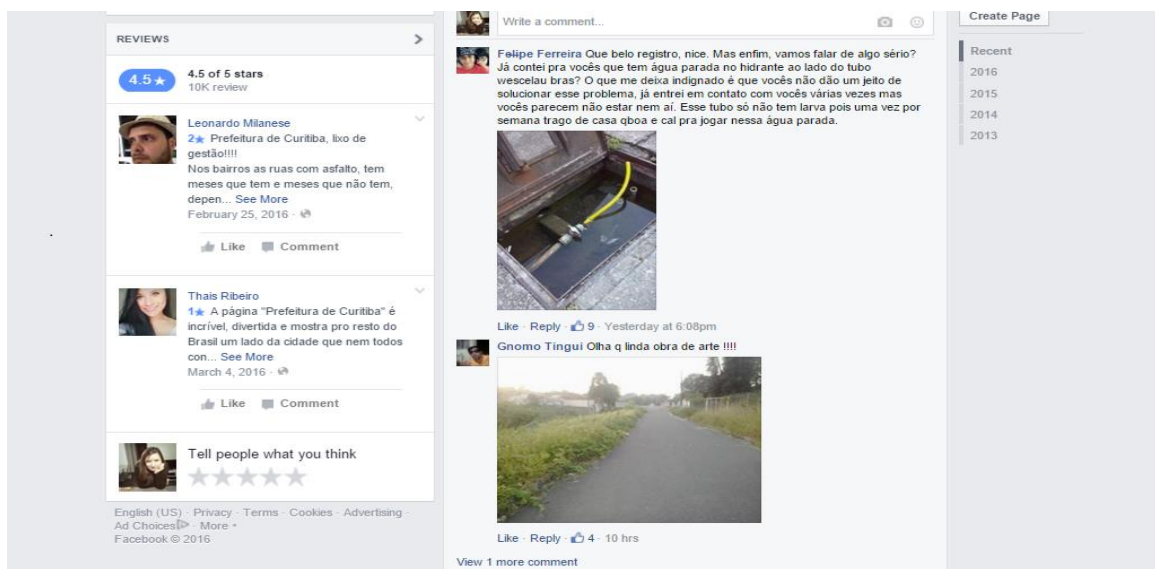 REVIEWS
4.5
4.5 of 5 stars
10K review
Leonardo Milanese
2 Prefeitura de Curitiba, lixo de
gestão!!!!
Nos bairros as ruas com asfalto, tem
meses que tem e meses que não tem,
depen... See More
February 25, 2016 ·
Like Comment
Thais Ribeiro
1 A página "Prefeitura de Curitiba" é
incrível, divertida e mostra pro resto do
Brasil um lado da cidade que nem todos
con... See More
March 4, 2016 ·
Like Comment
Tell people what you think
English (US) · Privacy · Terms · Cookies · Advertising ·
Ad Choices · More
Facebook © 2016
Write a comment...
Felipe Ferreira Que belo registro, nice. Mas enfim, vamos falar de algo sério?
Já contei pra vocês que tem água parada no hidrante ao lado do tubo
wescelau bras? O que me deixa indignado é que vocês não dão um jeito de
solucionar esse problema, já entrei em contato com vocês várias vezes mas
vocês parecem não estar nem aí. Esse tubo só não tem larva pois uma vez por
semana trago de casa qboa e cal pra jogar nessa água parada.
Like · Reply · 9 · Yesterday at 6:08pm
Gnomo Tingui Olha q linda obra de arte !!!!
Like · Reply · 4 · 10 hrs
View 1 more comment
Create Page
Recent
2016
2015
2014
2013